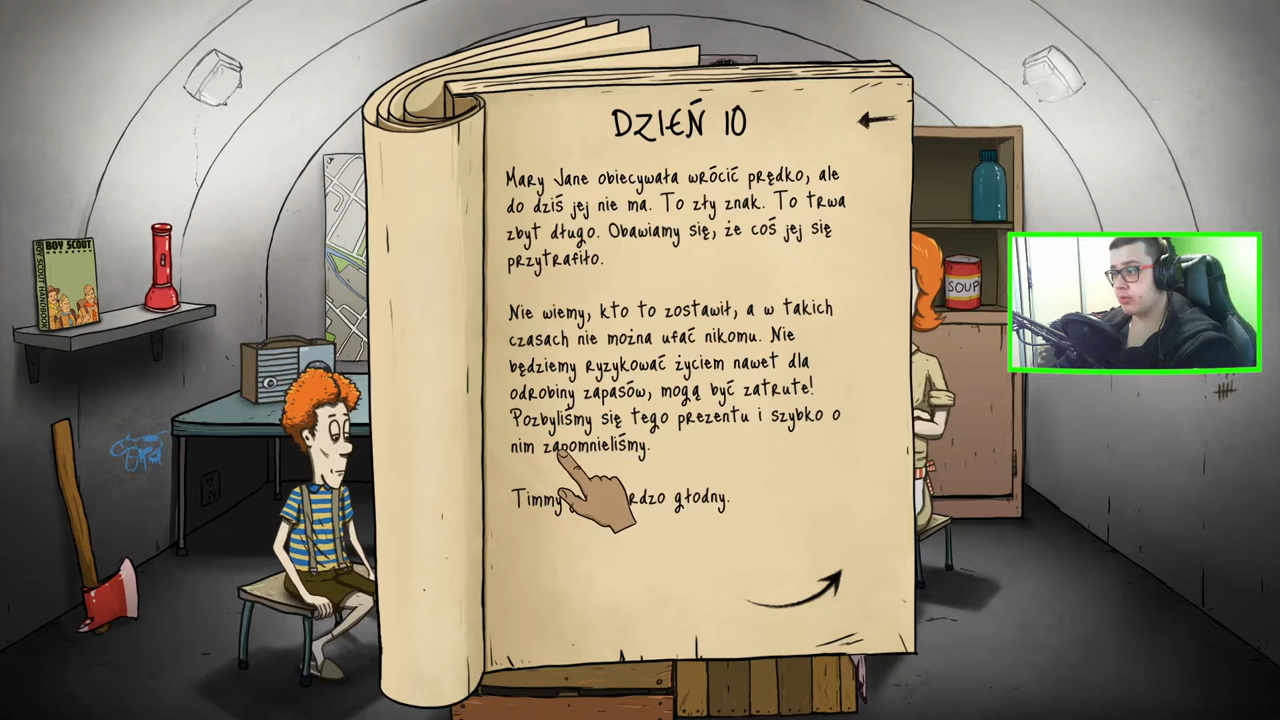 DZIEŃ 10
Mary Jane obiecywała wrócić prędko, ale
do dziś jej nie ma. To zły znak. To trwa
zbyt długo. Obawiamy się, że coś jej się
przytrafiło.
Nie wiemy, kto to zostawił, a w takich
czasach nie można ufać nikomu. Nie
będziemy ryzykować życiem nawet dla
odrobiny zapasów, mogą być zatrute!
Pozbyliśmy się tego prezentu i szybko o
nim zapomnieliśmy.
Timmy głodny.
BOY SCOUT
BOY SCOUT HANDBOOK
SOUP